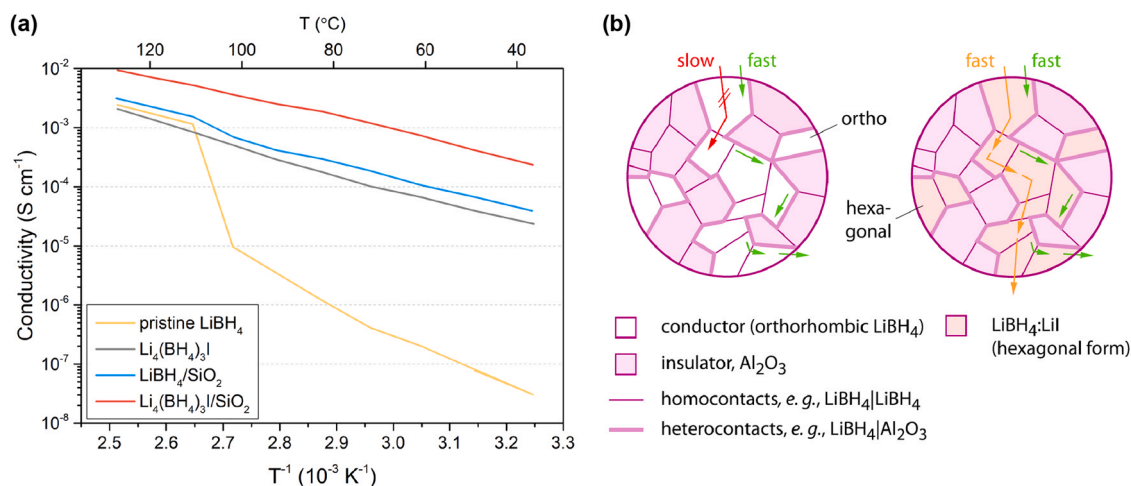 (a)
T (°C)
120 100 80 60 40
10⁻²
10⁻³
10⁻⁴
10⁻⁵
10⁻⁶
10⁻⁷
10⁻⁸
Conductivity (S cm⁻¹)
pristine LiBH₄
Li₄(BH₄)₃I
LiBH₄/SiO₂
Li₄(BH₄)₃I/SiO₂
2.5 2.6 2.7 2.8 2.9 3.0 3.1 3.2 3.3
T⁻¹ (10⁻³ K⁻¹)
(b)
slow fast
fast fast
ortho
hexa-
gonal
conductor (orthorhombic LiBH₄)
insulator, Al₂O₃
homocontacts, e. g., LiBH₄|LiBH₄
heterocontacts, e. g., LiBH₄|Al₂O₃
LiBH₄:LiI
(hexagonal form)